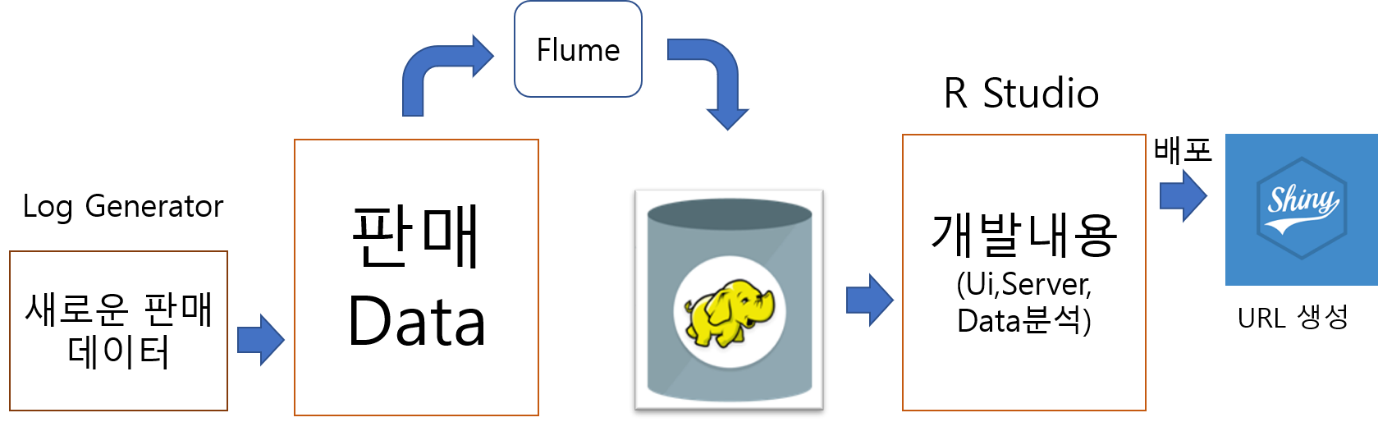 Log Generator
새로운 판매
데이터
판매
Data
Flume
R Studio
개발내용
(Ui,Server,
Data분석)
배포
Shiny
URL 생성